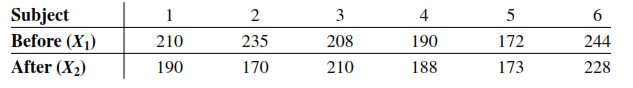 Subject 1 2 3 4 5 6
Before (X₁) 210 235 208 190 172 244
After (X₂) 190 170 210 188 173 228